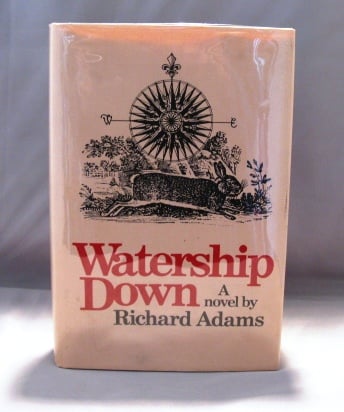 W E
Watership
Down
A
novel by
Richard Adams